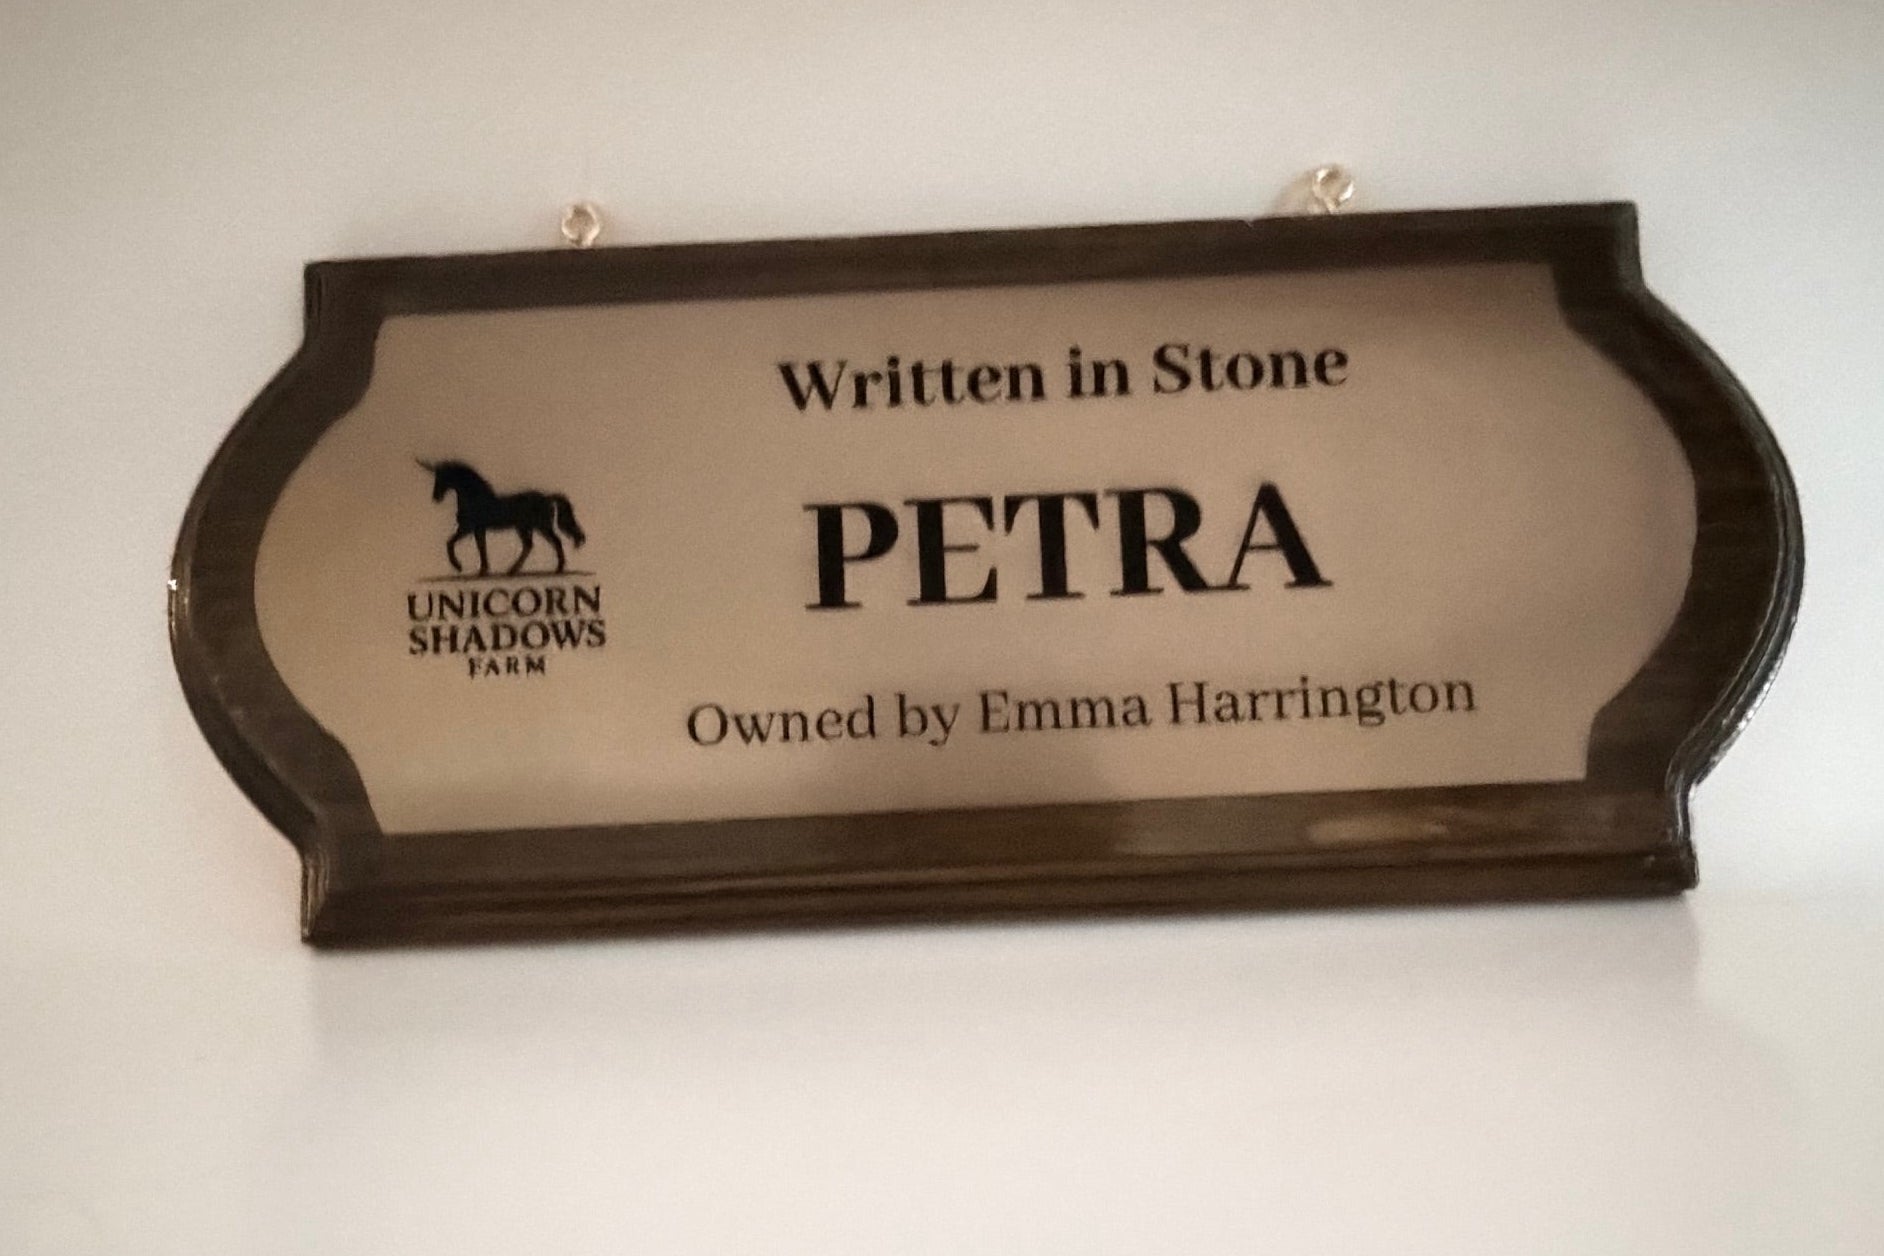 Written in Stone
PETRA
Owned by Emma Harrington
UNICORN
SHADOWS
FARM